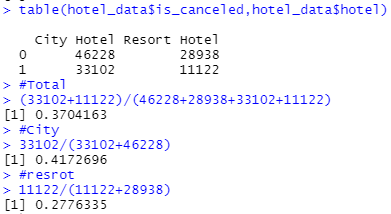 > table(hotel_data$is_canceled,hotel_data$hotel)
City Hotel Resort Hotel
0 46228 28938
1 33102 11122
> #Total
> (33102+11122)/(46228+28938+33102+11122)
[1] 0.3704163
> #City
> 33102/(33102+46228)
[1] 0.4172696
> #resrot
> 11122/(11122+28938)
[1] 0.2776335